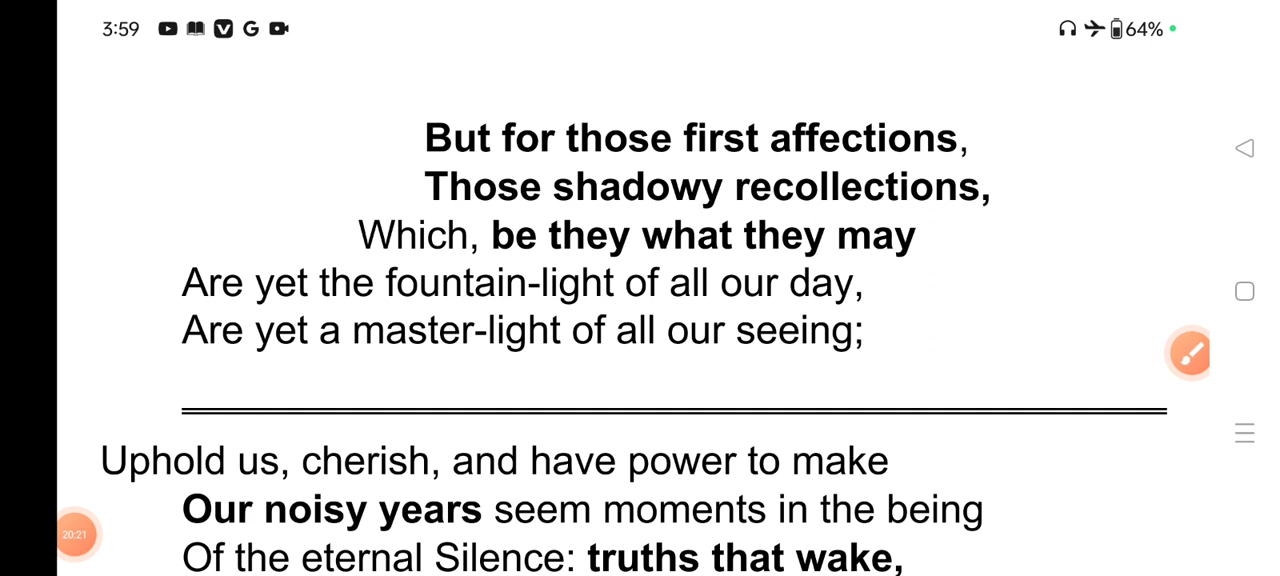 3:59
64%
But for those first affections,
Those shadowy recollections,
Which, be they what they may
Are yet the fountain-light of all our day,
Are yet a master-light of all our seeing;
Uphold us, cherish, and have power to make
Our noisy years seem moments in the being
20:21
Of the eternal Silence: truths that wake,